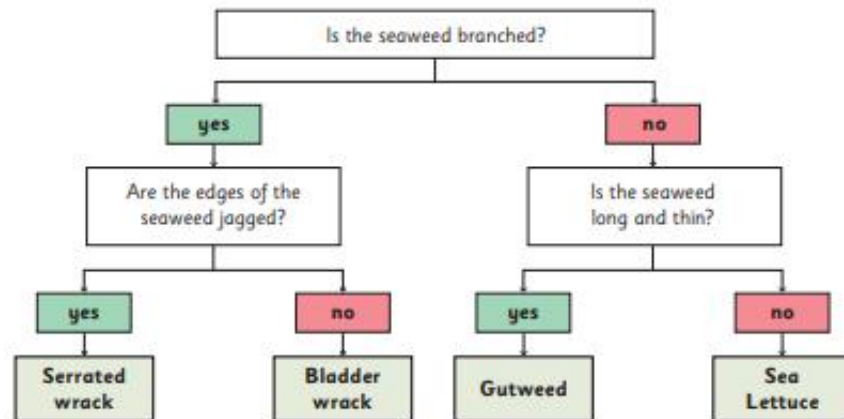 Is the seaweed branched?
yes
no
Are the edges of the
seaweed jagged?
Is the seaweed
long and thin?
yes
no
yes
no
Serrated
wrack
Bladder
wrack
Gutweed
Sea
Lettuce